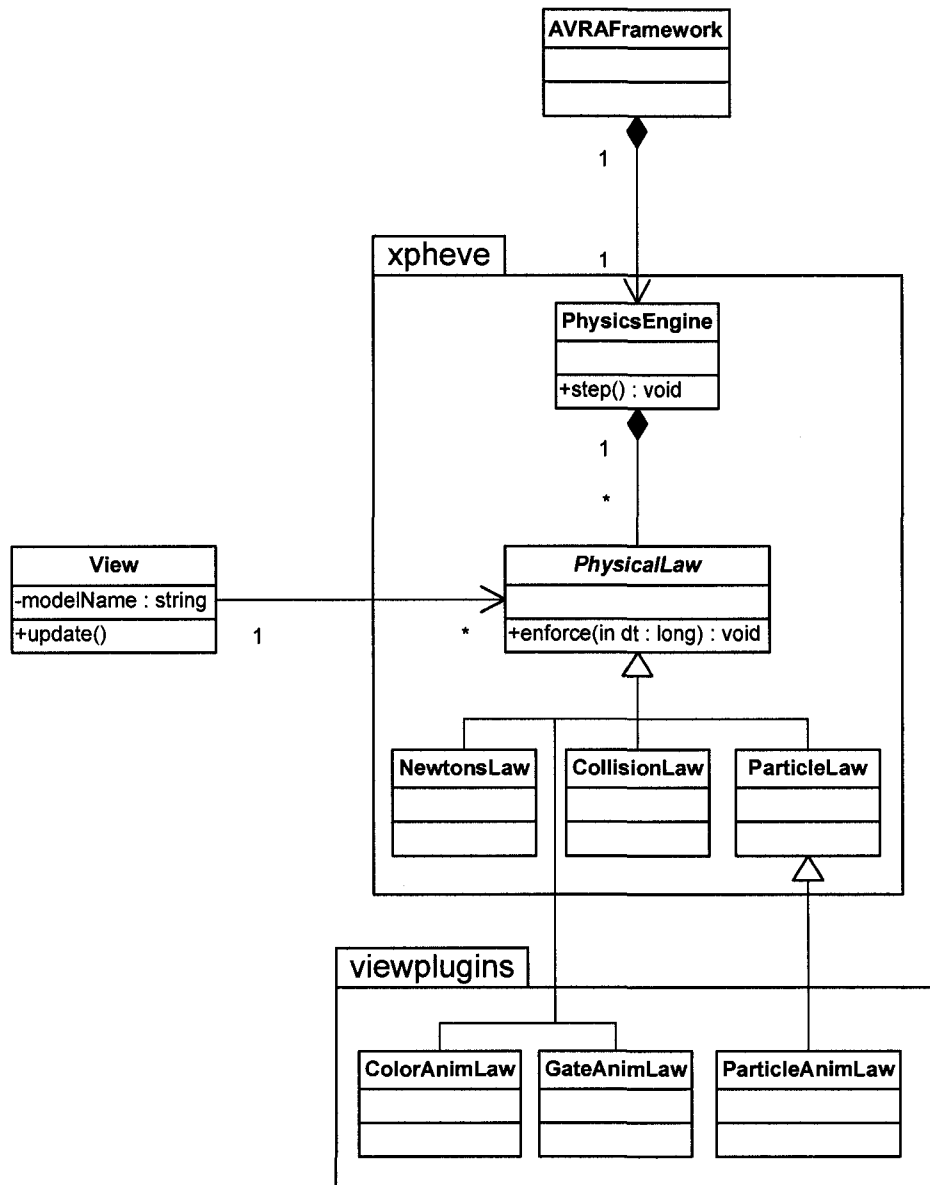 AVRAFramework
1
1
xpheve
PhysicsEngine
+step() : void
1
*
View
-modelName : string
+update()
1
*
PhysicalLaw
+enforce(in dt : long) : void
NewtonsLaw
CollisionLaw
ParticleLaw
viewplugins
ColorAnimLaw
GateAnimLaw
ParticleAnimLaw